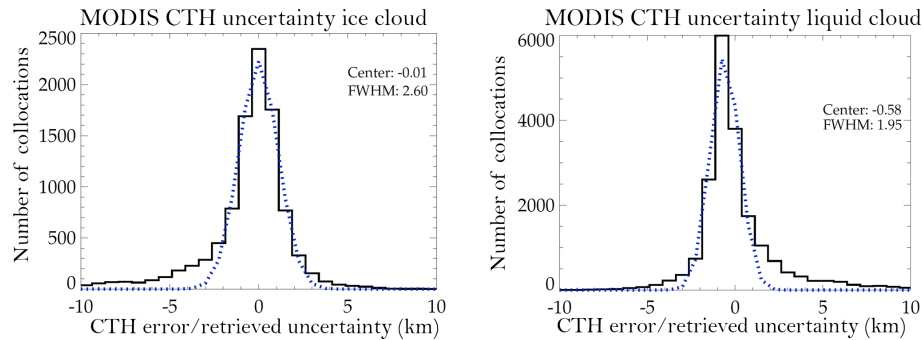 MODIS CTH uncertainty ice cloud
Number of collocations
2500
2000
1500
1000
500
0
Center: -0.01
FWHM: 2.60
-10 -5 0 5 10
CTH error/retrieved uncertainty (km)
MODIS CTH uncertainty liquid cloud
Number of collocations
6000
4000
2000
0
Center: -0.58
FWHM: 1.95
-10 -5 0 5 10
CTH error/retrieved uncertainty (km)